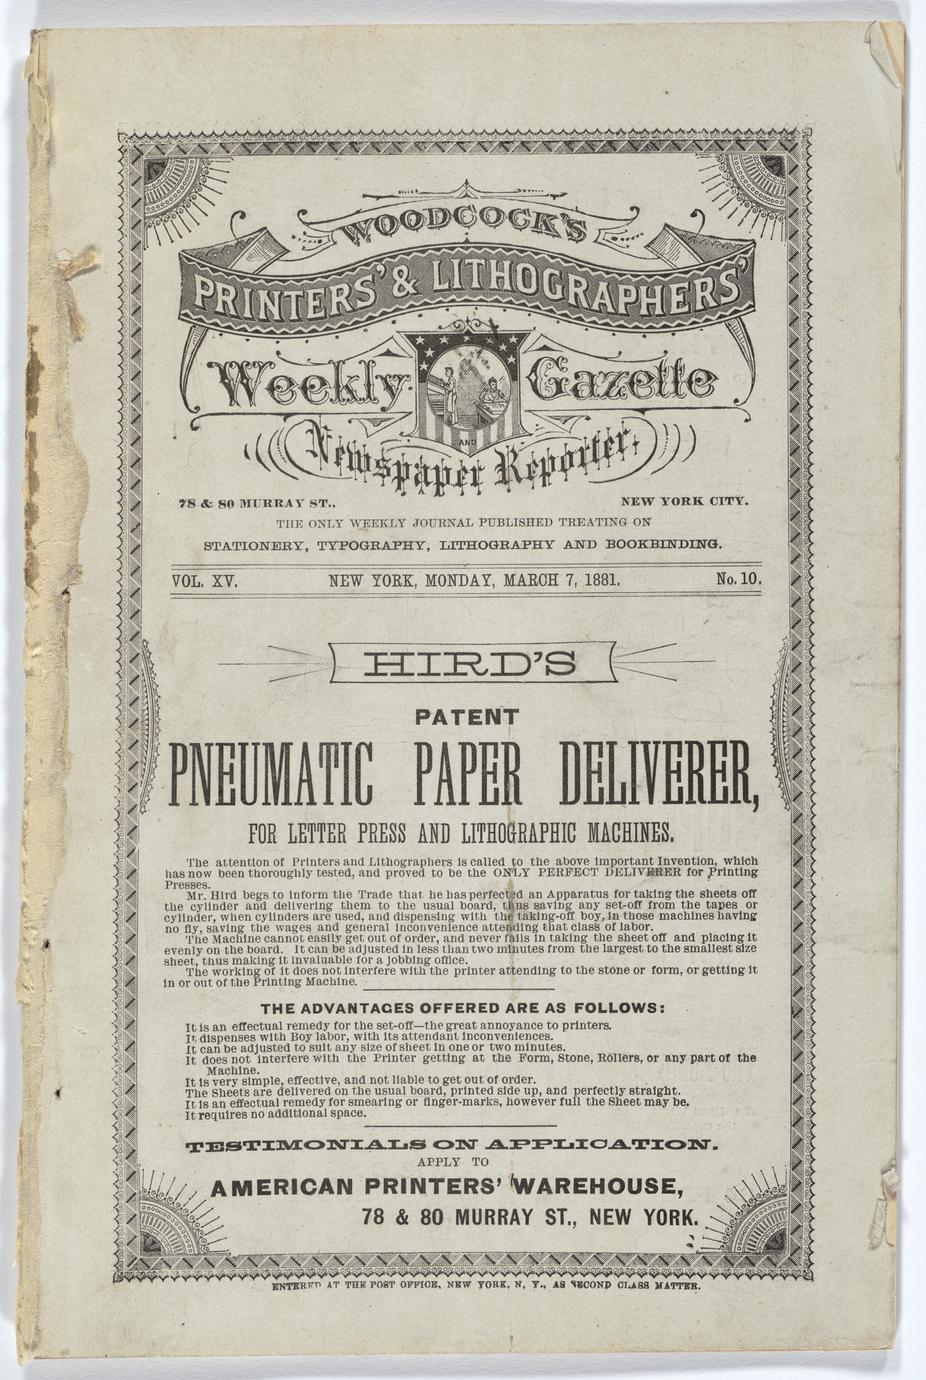 WOODCOCK'S
PRINTERS' & LITHOGRAPHERS'
Weekly Gazette
AND
Newspaper Reporter.
78 & 80 MURRAY ST., NEW YORK CITY.
THE ONLY WEEKLY JOURNAL PUBLISHED TREATING ON
STATIONERY, TYPOGRAPHY, LITHOGRAPHY AND BOOKBINDING.
VOL. XV. NEW YORK, MONDAY, MARCH 7, 1881. No. 10.
HIRD'S
PATENT
PNEUMATIC PAPER DELIVERER,
FOR LETTER PRESS AND LITHOGRAPHIC MACHINES.
The attention of Printers and Lithographers is called to the above important Invention, which
has now been thoroughly tested, and proved to be the ONLY PERFECT DELIVERER for Printing
Presses.
Mr. Hird begs to inform the Trade that he has perfected an Apparatus for taking the sheets off
the cylinder and delivering them to the usual board, thus saving any set-off from the tapes or
cylinder, when cylinders are used, and dispensing with the taking-off boy, in those machines having
no fly, saving the wages and general inconvenience attending that class of labor.
The Machine cannot easily get out of order, and never fails in taking the sheet off and placing it
evenly on the board. It can be adjusted in less than two minutes from the largest to the smallest size
sheet, thus making it invaluable for a jobbing office.
The working of it does not interfere with the printer attending to the stone or form, or getting it
in or out of the Printing Machine.
THE ADVANTAGES OFFERED ARE AS FOLLOWS:
It is an effectual remedy for the set-off—the great annoyance to printers.
It dispenses with Boy labor, with its attendant inconveniences.
It can be adjusted to suit any size of sheet in one or two minutes.
It does not interfere with the Printer getting at the Form, Stone, Rollers, or any part of the
Machine.
It is very simple, effective, and not liable to get out of order.
The Sheets are delivered on the usual board, printed side up, and perfectly straight.
It is an effectual remedy for smearing or finger-marks, however full the Sheet may be.
It requires no additional space.
TESTIMONIALS ON APPLICATION.
APPLY TO
AMERICAN PRINTERS' WAREHOUSE,
78 & 80 MURRAY ST., NEW YORK.
ENTERED AT THE POST OFFICE, NEW YORK, N. Y., AS SECOND CLASS MATTER.